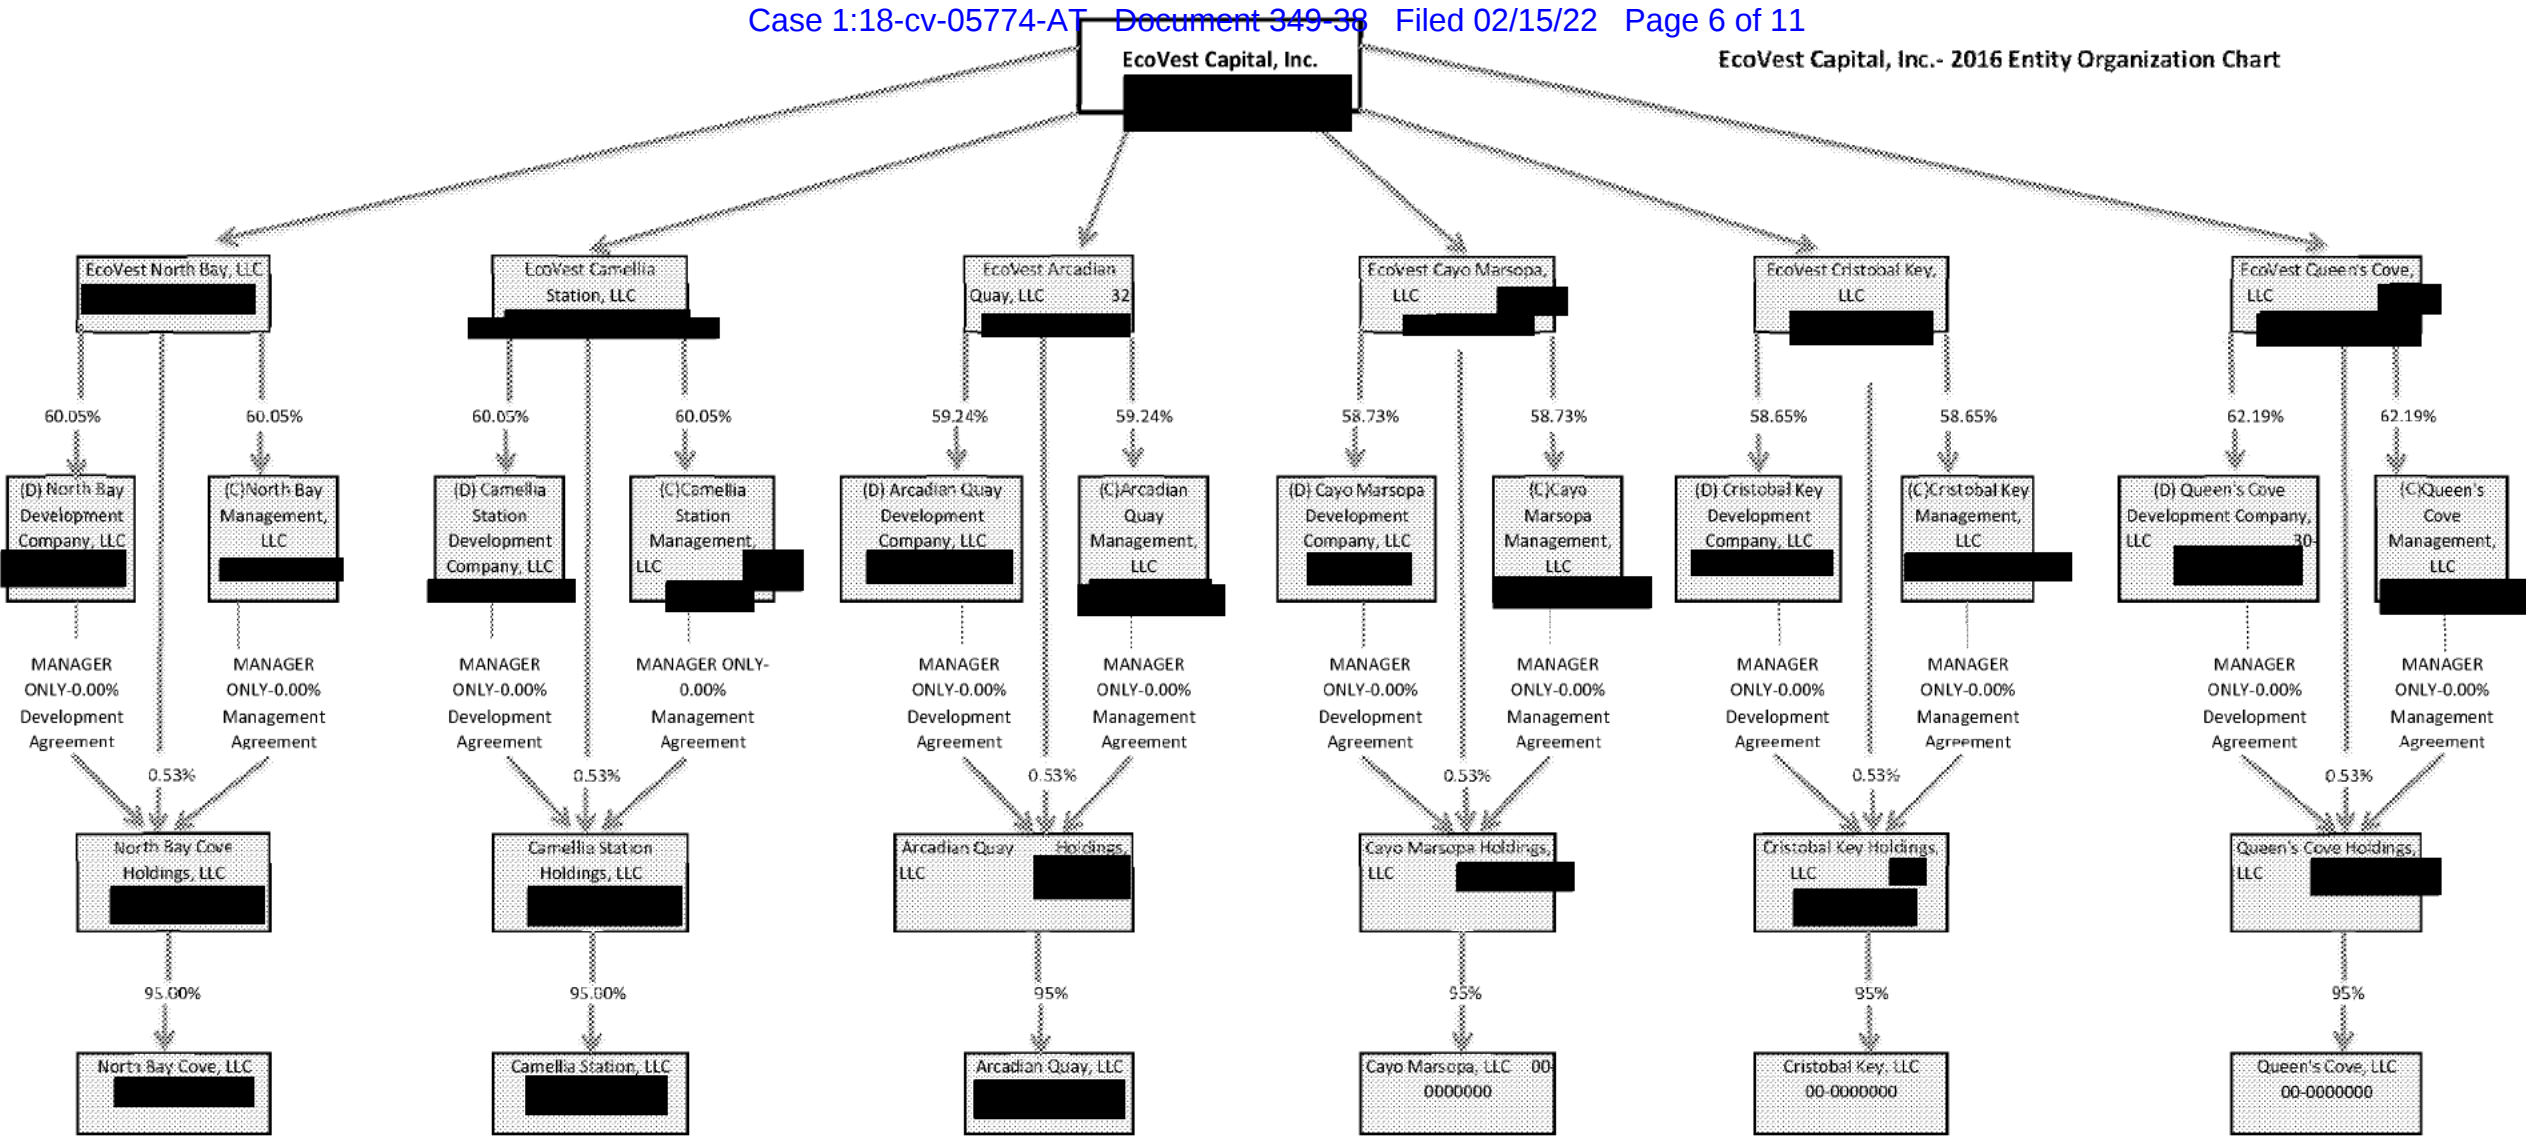 Case 1:18-cv-05774-AT Document 349-38 Filed 02/15/22 Page 6 of 11
EcoVest Capital, Inc.
EcoVest Capital, Inc.- 2016 Entity Organization Chart
EcoVest North Bay, LLC
EcoVest Camellia
Station, LLC
EcoVest Arcadian
Quay, LLC 32
EcoVest Cayo Marsopa,
LLC
EcoVest Cristobal Key,
LLC
EcoVest Queen's Cove,
LLC
60.05%
60.05%
60.05%
60.05%
59.24%
59.24%
58.73%
58.73%
58.65%
58.65%
62.19%
62.19%
(D) North Bay
Development
Company, LLC
(C)North Bay
Management,
LLC
(D) Camellia
Station
Development
Company, LLC
(C)Camellia
Station
Management,
LLC
(D) Arcadian Quay
Development
Company, LLC
(C)Arcadian
Quay
Management,
LLC
(D) Cayo Marsopa
Development
Company, LLC
(C)Cayo
Marsopa
Management,
LLC
(D) Cristobal Key
Development
Company, LLC
(C)Cristobal Key
Management,
LLC
(D) Queen's Cove
Development Company,
LLC 30-
(C)Queen's
Cove
Management,
LLC
MANAGER
ONLY-0.00%
Development
Agreement
MANAGER
ONLY-0.00%
Management
Agreement
MANAGER
ONLY-0.00%
Development
Agreement
MANAGER ONLY-
0.00%
Management
Agreement
MANAGER
ONLY-0.00%
Development
Agreement
MANAGER
ONLY-0.00%
Management
Agreement
MANAGER
ONLY-0.00%
Development
Agreement
MANAGER
ONLY-0.00%
Management
Agreement
MANAGER
ONLY-0.00%
Development
Agreement
MANAGER
ONLY-0.00%
Management
Agreement
MANAGER
ONLY-0.00%
Development
Agreement
MANAGER
ONLY-0.00%
Management
Agreement
0.53%
0.53%
0.53%
0.53%
0.53%
0.53%
North Bay Cove
Holdings, LLC
Camellia Station
Holdings, LLC
Arcadian Quay Holdings,
LLC
Cayo Marsopa Holdings,
LLC
Cristobal Key Holdings,
LLC
Queen's Cove Holdings,
LLC
95.00%
95.00%
95%
95%
95%
95%
North Bay Cove, LLC
Camellia Station, LLC
Arcadian Quay, LLC
Cayo Marsopa, LLC 00-
0000000
Cristobal Key, LLC
00-0000000
Queen's Cove, LLC
00-0000000